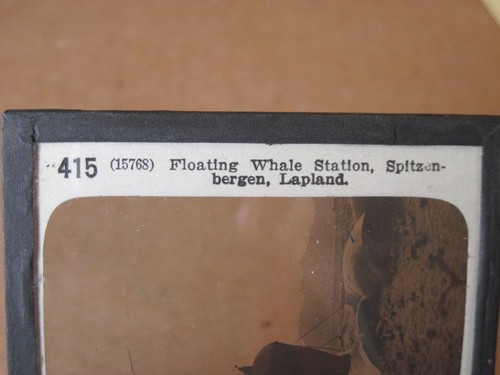 415 (15768) Floating Whale Station, Spitzen-
bergen, Lapland.